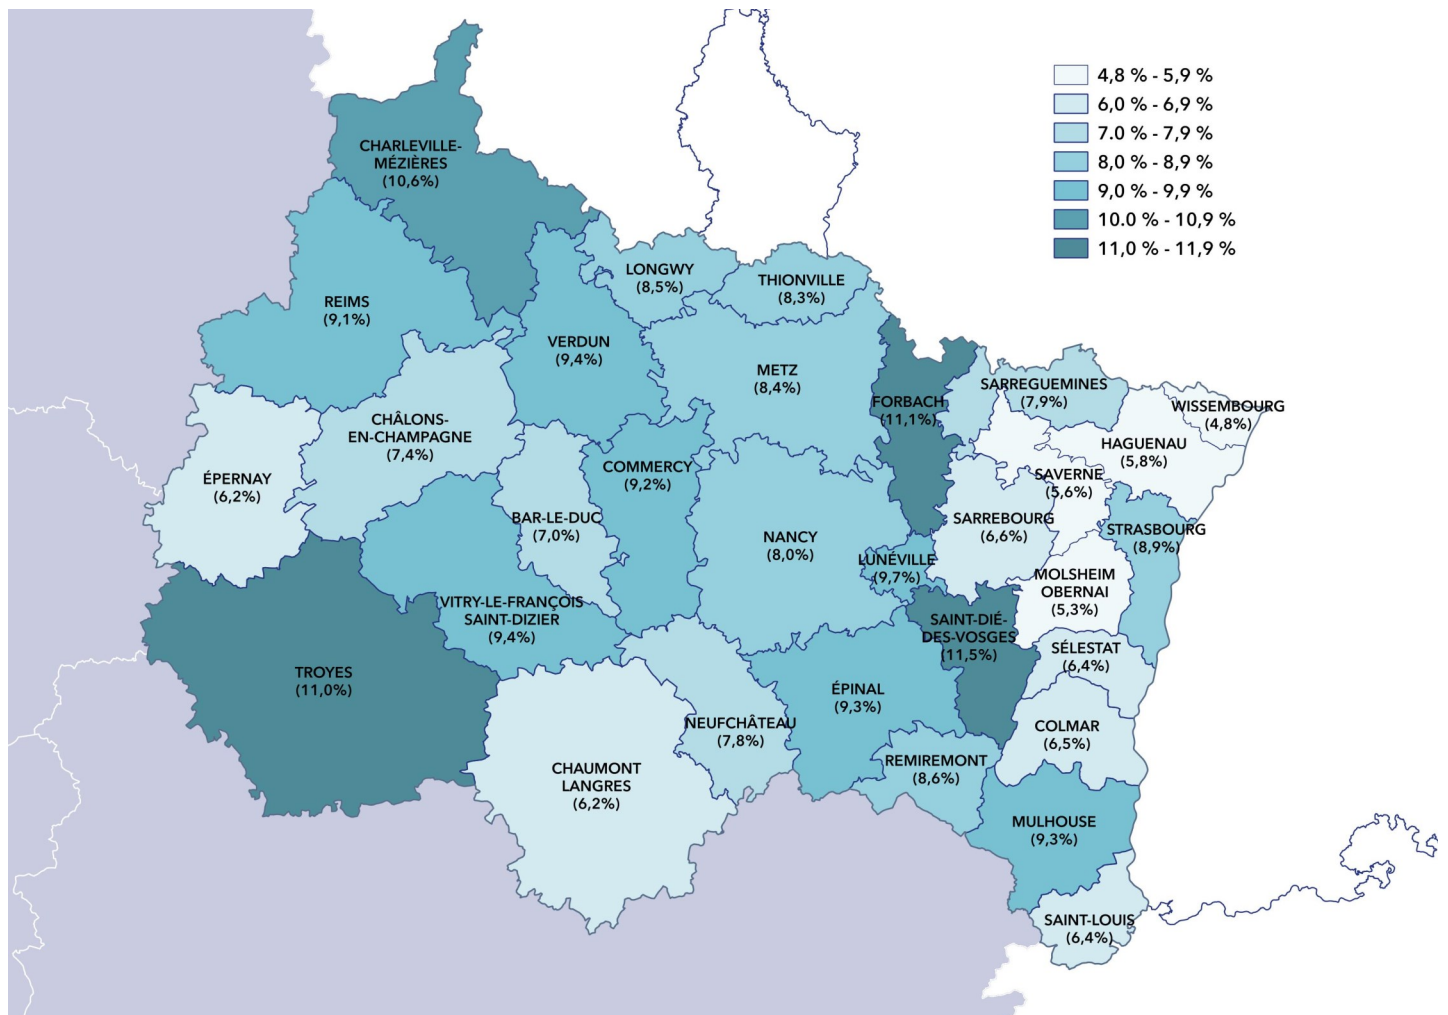 4,8 % - 5,9 %
6,0 % - 6,9 %
7.0 % - 7,9 %
8,0 % - 8,9 %
9,0 % - 9,9 %
10.0 % - 10,9 %
11,0 % - 11,9 %
CHARLEVILLE-
MÉZIÈRES
(10,6%)
REIMS
(9,1%)
LONGWY
(8,5%)
THIONVILLE
(8,3%)
VERDUN
(9,4%)
METZ
(8,4%)
FORBACH
(11,1%)
SARREGUEMINES
(7,9%)
WISSEMBOURG
(4,8%)
HAGUENAU
(5,8%)
CHÂLONS-
EN-CHAMPAGNE
(7,4%)
ÉPERNAY
(6,2%)
COMMERCY
(9,2%)
SAVERNE
(5,6%)
BAR-LE-DUC
(7,0%)
NANCY
(8,0%)
SARREBOURG
(6,6%)
STRASBOURG
(8,9%)
LUNÉVILLE
(9,7%)
MOLSHEIM
OBERNAI
(5,3%)
VITRY-LE-FRANÇOIS
SAINT-DIZIER
(9,4%)
SAINT-DIÉ-
DES-VOSGES
(11,5%)
SÉLESTAT
(6,4%)
TROYES
(11,0%)
ÉPINAL
(9,3%)
NEUFCHÂTEAU
(7,8%)
COLMAR
(6,5%)
CHAUMONT
LANGRES
(6,2%)
REMIREMONT
(8,6%)
MULHOUSE
(9,3%)
SAINT-LOUIS
(6,4%)